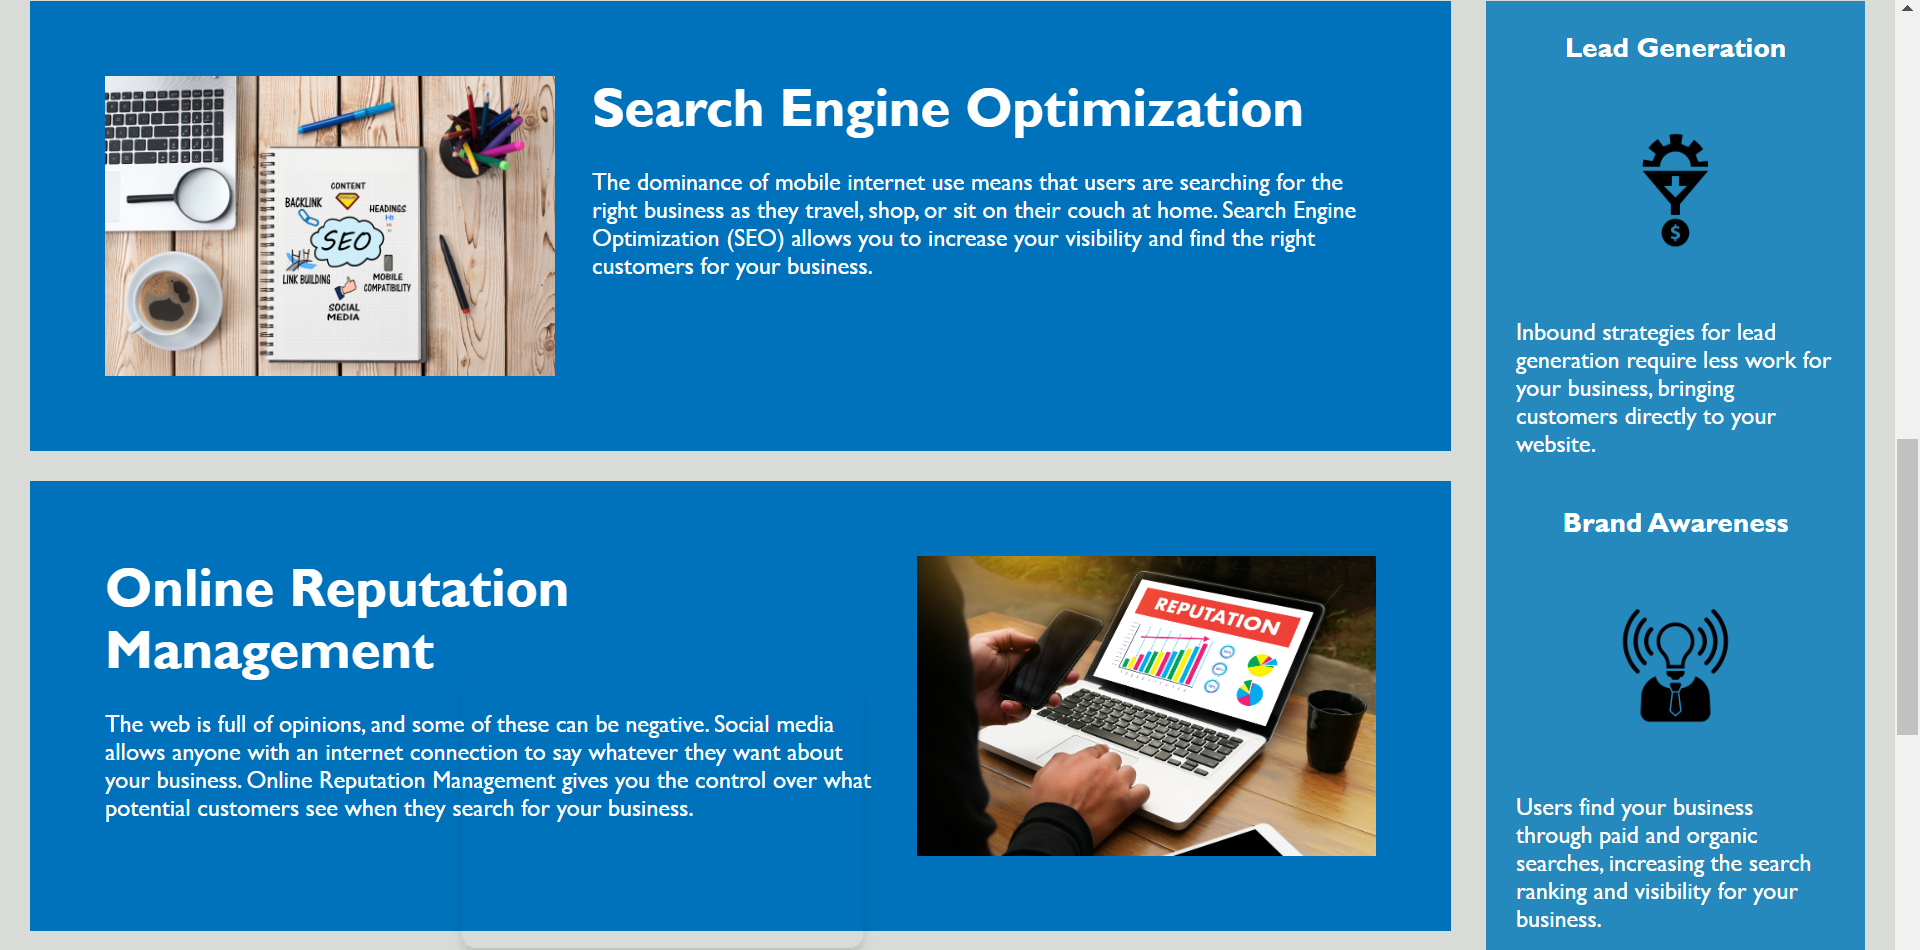 Search Engine Optimization
The dominance of mobile internet use means that users are searching for the
right business as they travel, shop, or sit on their couch at home. Search Engine
Optimization (SEO) allows you to increase your visibility and find the right
customers for your business.
CONTENT
BACKLINK
HEADINGS
H1
SEO
LINK BUILDING
MOBILE
COMPATIBILITY
SOCIAL
MEDIA
Online Reputation
Management
The web is full of opinions, and some of these can be negative. Social media
allows anyone with an internet connection to say whatever they want about
your business. Online Reputation Management gives you the control over what
potential customers see when they search for your business.
REPUTATION
Lead Generation
$
Inbound strategies for lead
generation require less work for
your business, bringing
customers directly to your
website.
Brand Awareness
Users find your business
through paid and organic
searches, increasing the search
ranking and visibility for your
business.